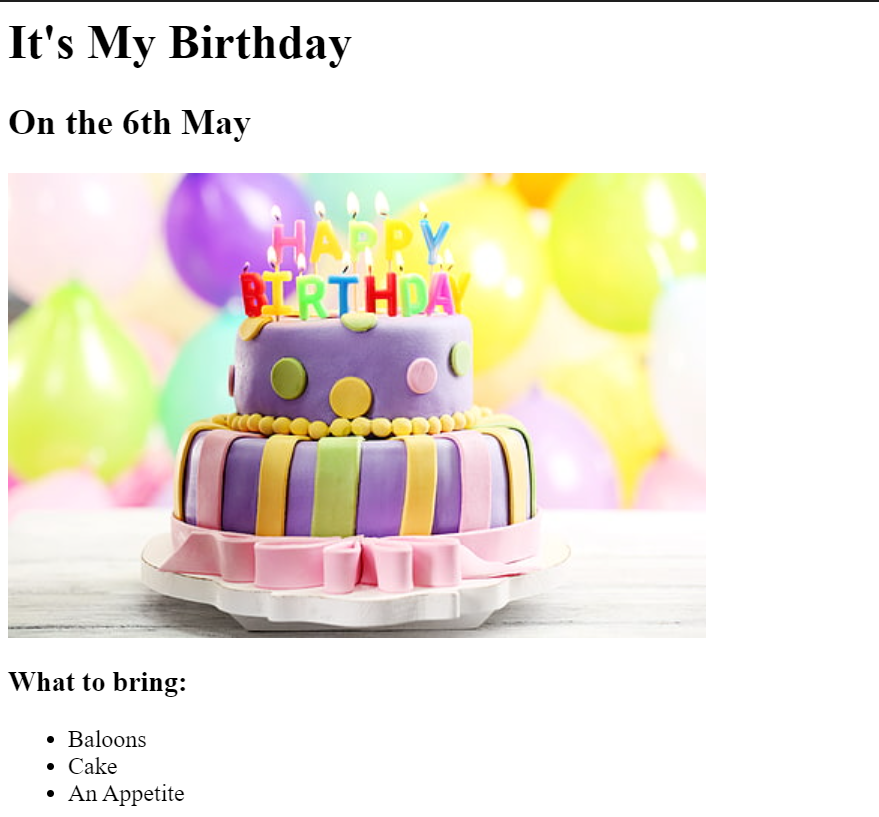 It's My Birthday
On the 6th May
HAPPY
BIRTHDAY
What to bring:
Baloons
Cake
An Appetite